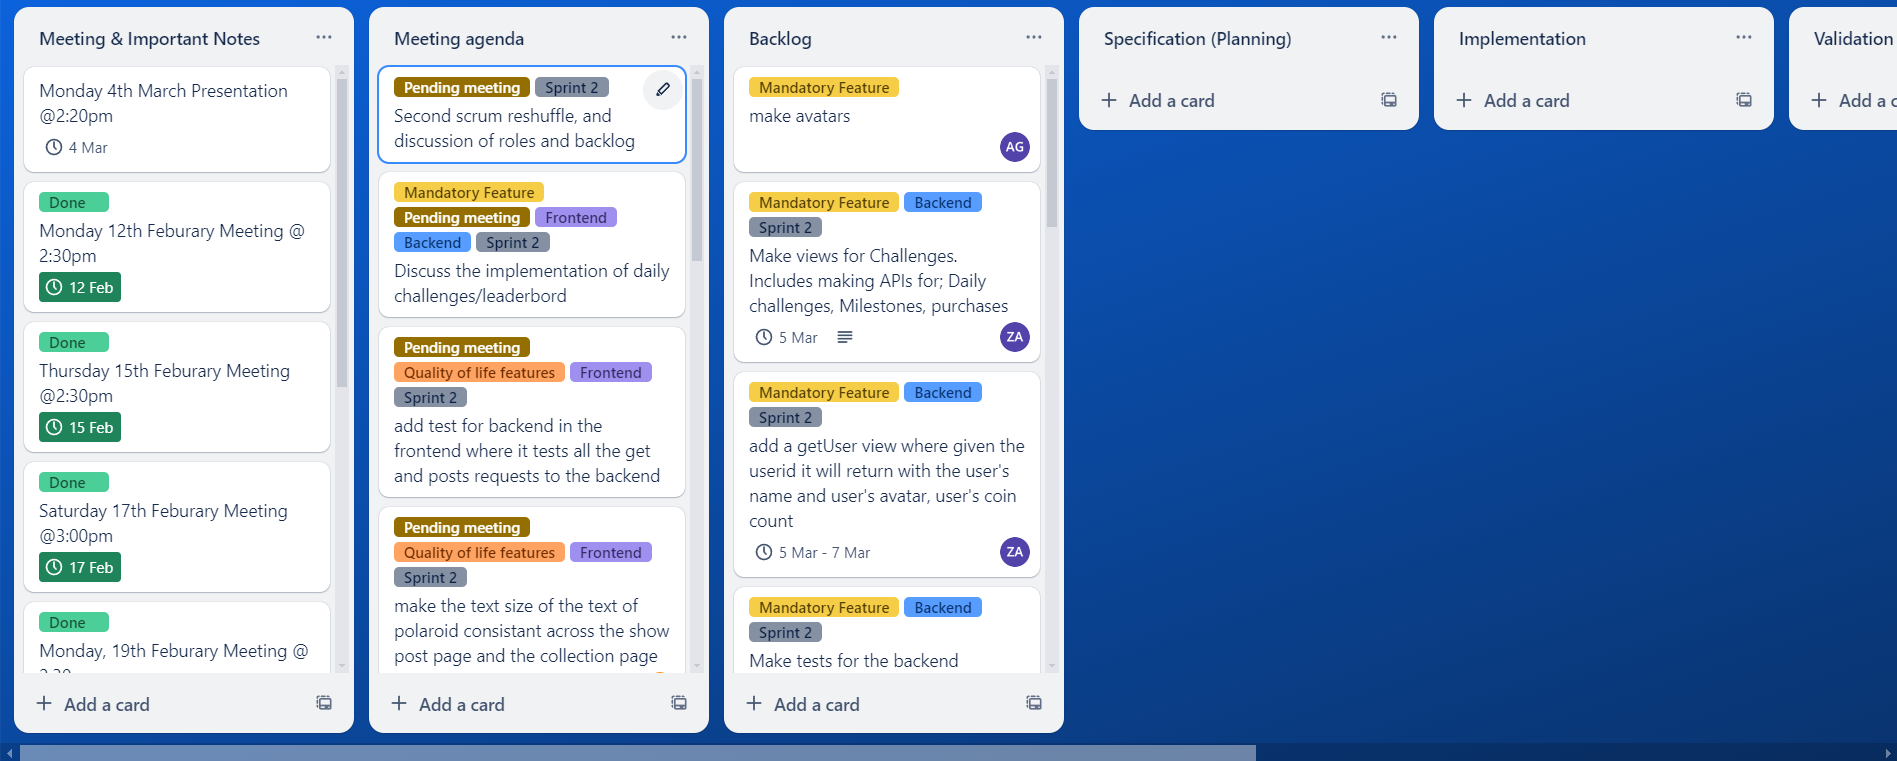 Meeting & Important Notes
Monday 4th March Presentation
@2:20pm
4 Mar
Done
Monday 12th Feburary Meeting @
2:30pm
12 Feb
Done
Thursday 15th Feburary Meeting
@2:30pm
15 Feb
Done
Saturday 17th Feburary Meeting
@3:00pm
17 Feb
Done
Monday, 19th Feburary Meeting @
+ Add a card
Meeting agenda
Pending meeting Sprint 2
Second scrum reshuffle, and
discussion of roles and backlog
Mandatory Feature
Pending meeting Frontend
Backend Sprint 2
Discuss the implementation of daily
challenges/leaderbord
Pending meeting
Quality of life features Frontend
Sprint 2
add test for backend in the
frontend where it tests all the get
and posts requests to the backend
Pending meeting
Quality of life features Frontend
Sprint 2
make the text size of the text of
polaroid consistant across the show
post page and the collection page
+ Add a card
Backlog
Mandatory Feature
make avatars
AG
Mandatory Feature Backend
Sprint 2
Make views for Challenges.
Includes making APIs for; Daily
challenges, Milestones, purchases
5 Mar ZA
Mandatory Feature Backend
Sprint 2
add a getUser view where given the
userid it will return with the user's
name and user's avatar, user's coin
count
5 Mar - 7 Mar ZA
Mandatory Feature Backend
Sprint 2
Make tests for the backend
+ Add a card
Specification (Planning)
+ Add a card
Implementation
+ Add a card
Validation
+ Add a